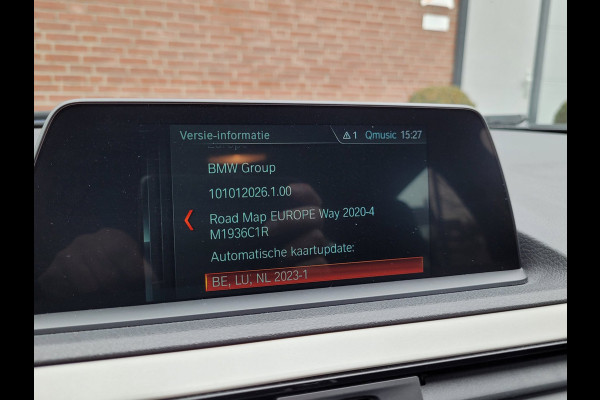 Versie-informatie
1 Qmusic 15:27
BMW Group
101012026.1.00
Road Map EUROPE Way 2020-4
M1936C1R
Automatische kaartupdate:
BE, LU, NL 2023-1